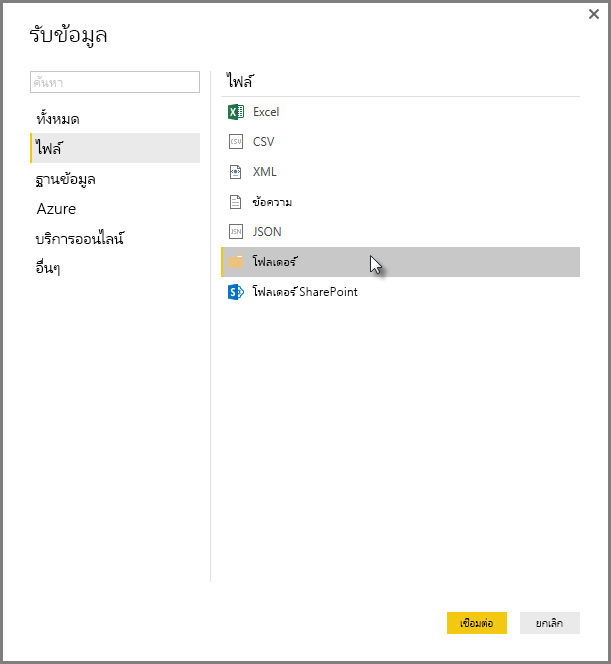 รับข้อมูล
ค้นหา
ทั้งหมด
ไฟล์
ฐานข้อมูล
Azure
บริการออนไลน์
อื่นๆ
ไฟล์
Excel
CSV
XML
ข้อความ
JSON
โฟลเดอร์
โฟลเดอร์ SharePoint
เชื่อมต่อ
ยกเลิก